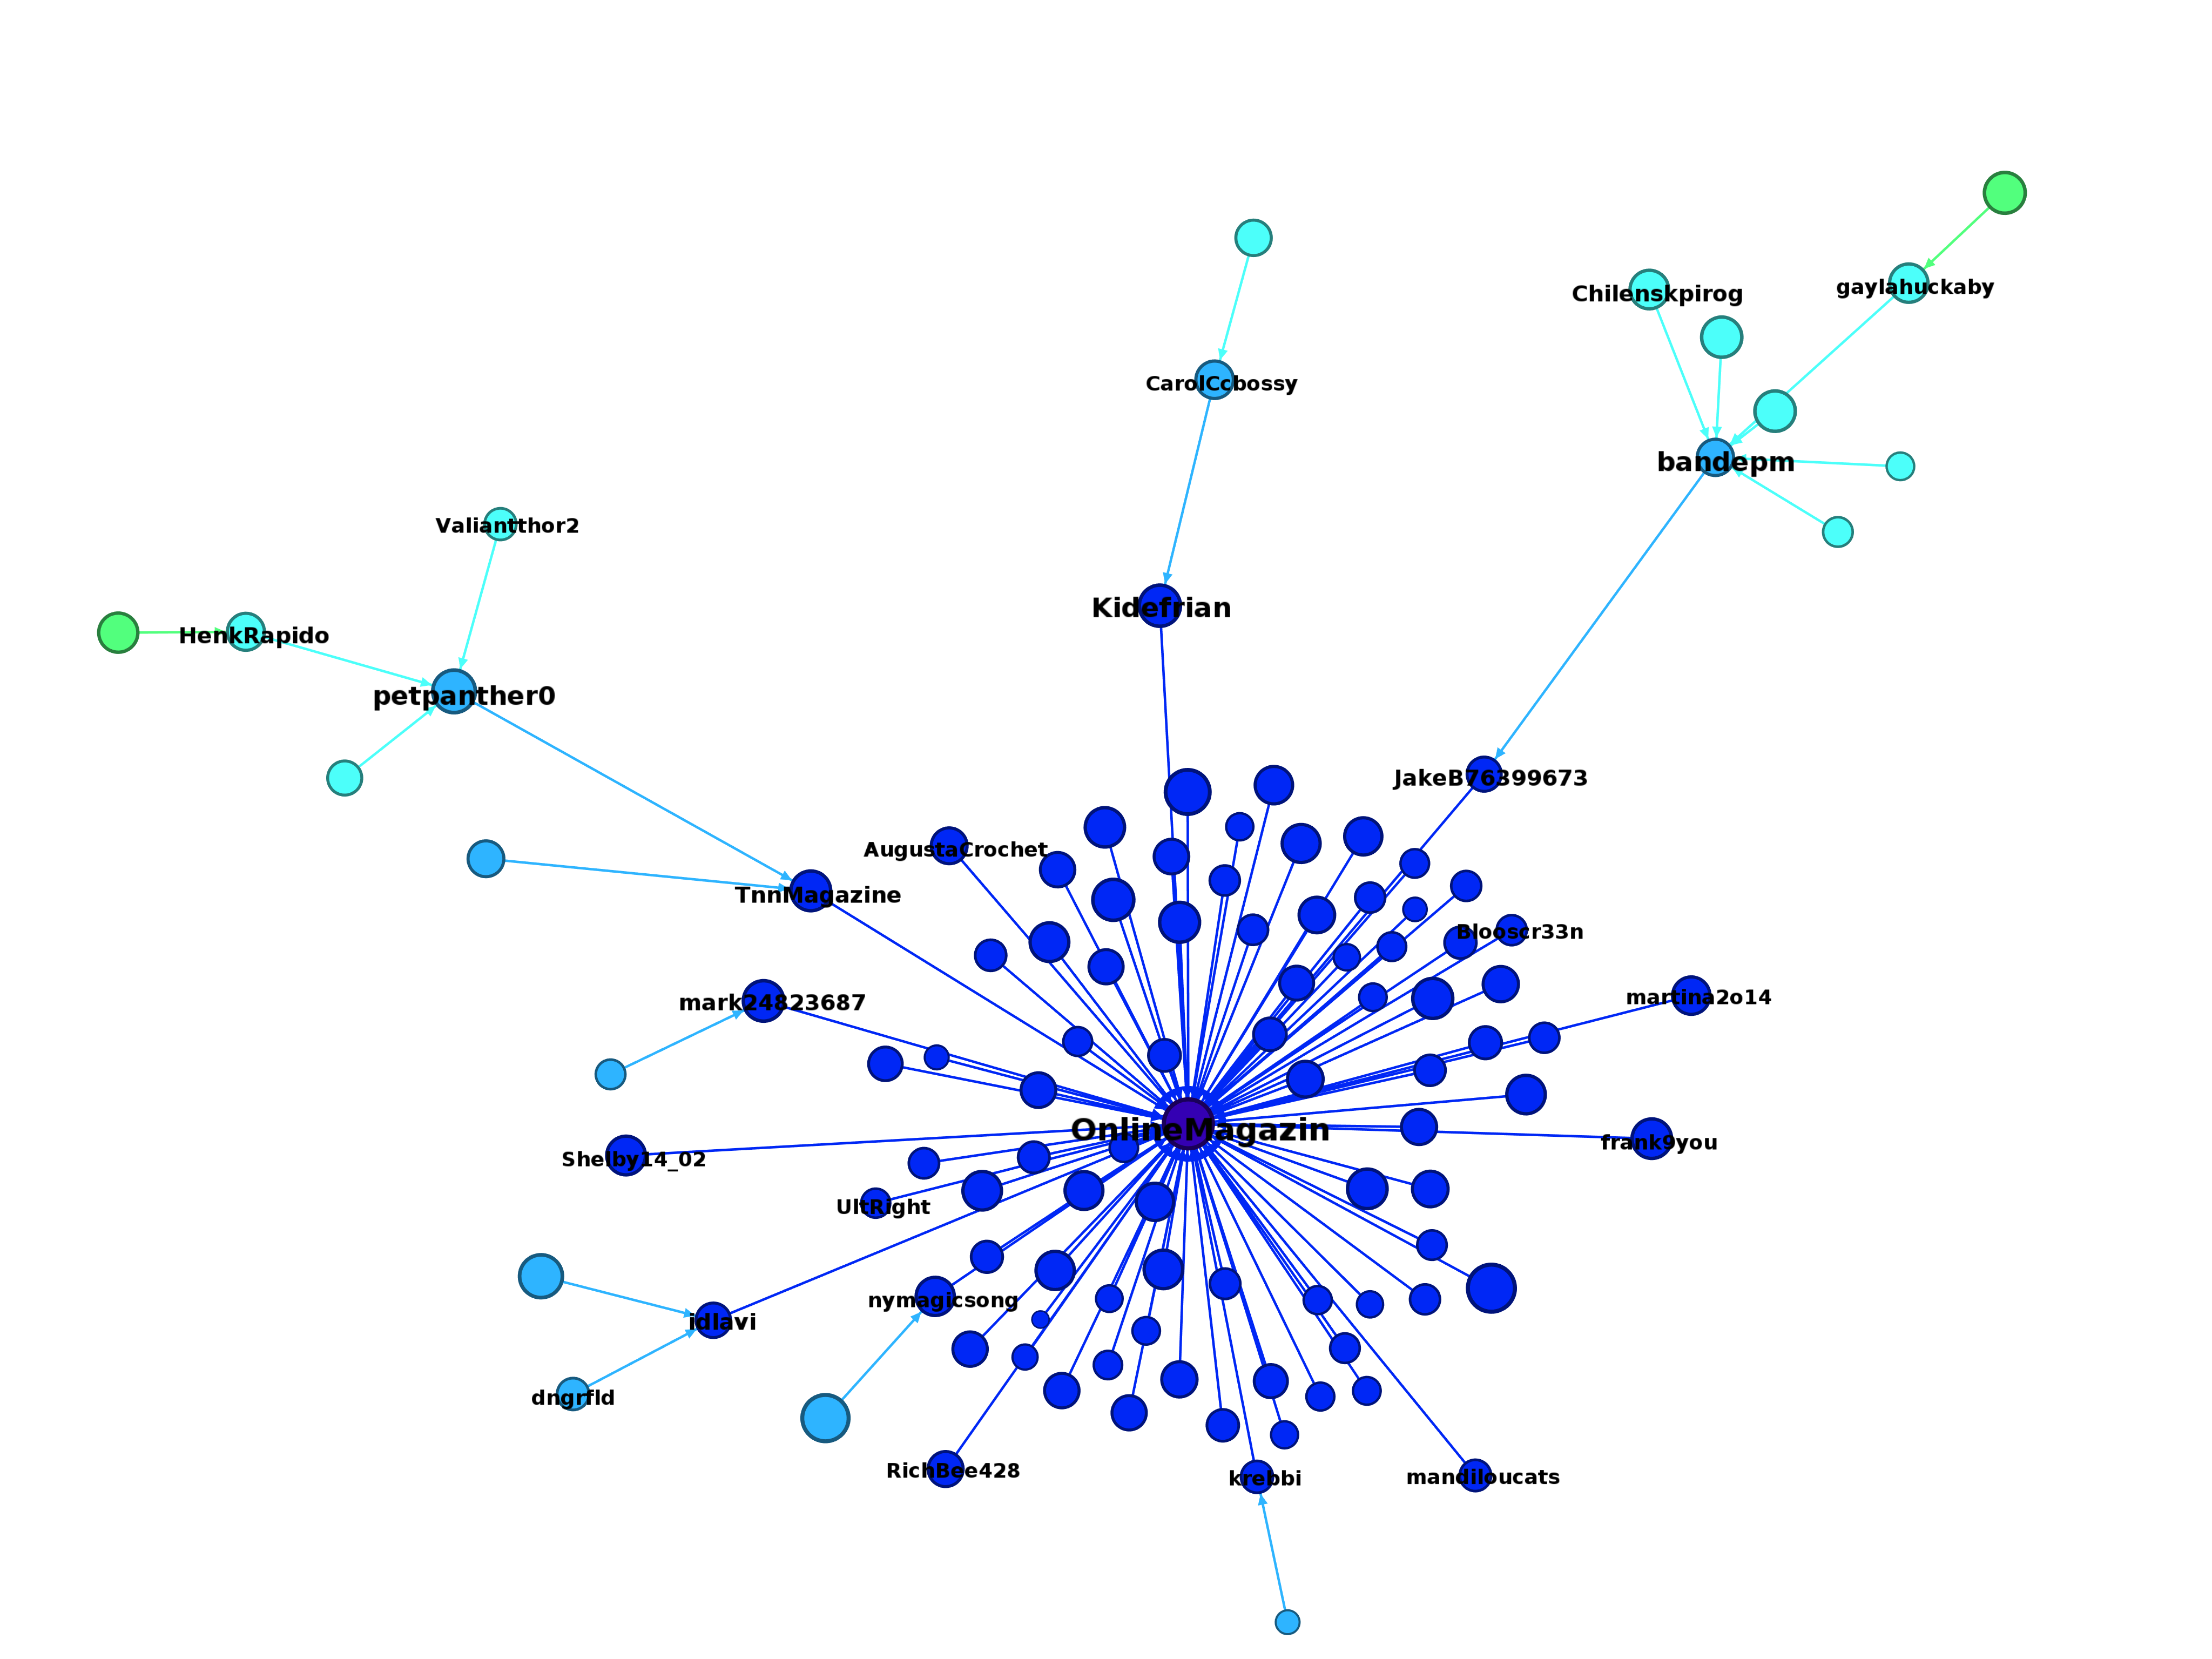 gaylahuckaby
Chilenskpirog
CarolCcbossy
bandepm
Valiantthor2
Kidefrian
HenkRapido
petpanther0
JakeB76399673
AugustaCrochet
TnnMagazine
Blooscr33n
martina2o14
mark24823687
OnlineMagazin
frank9you
Shelby14_02
UltRight
nymagicsong
idlavi
dngrfld
RichBee428
krebbi
mandiloucats